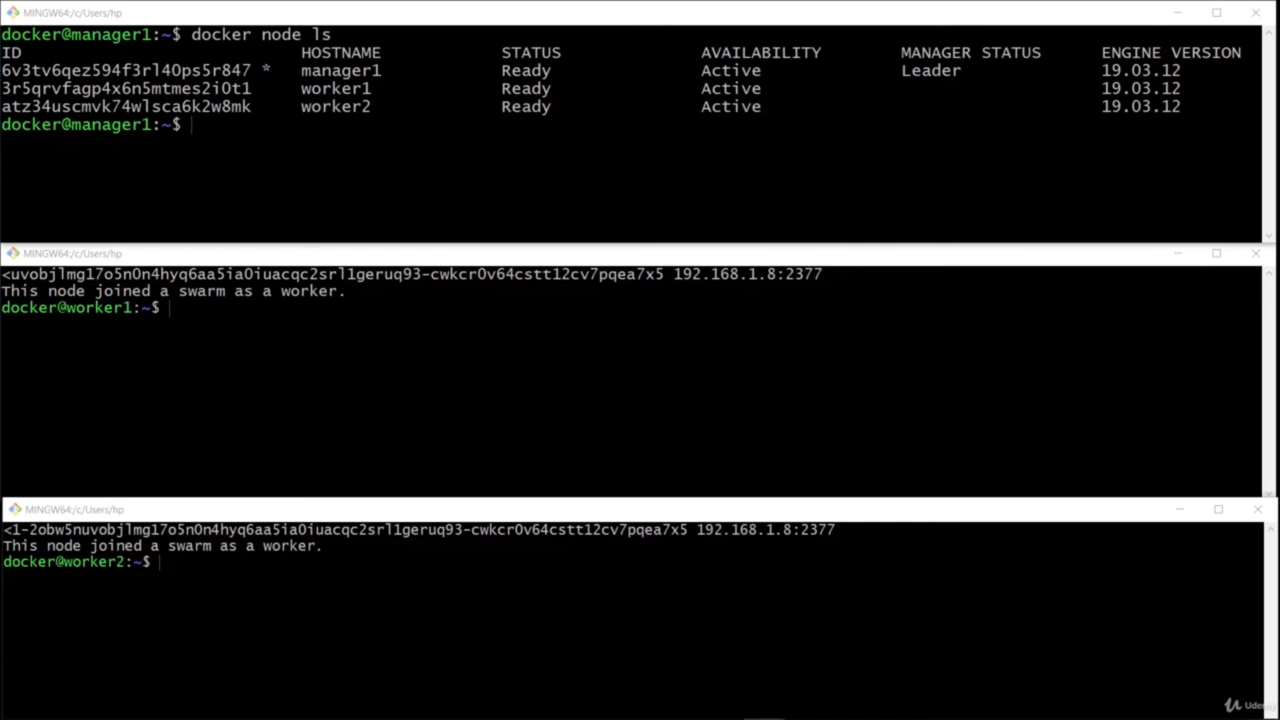 MINGW64:/c/Users/hp
docker@manager1:~$ docker node ls
ID HOSTNAME STATUS AVAILABILITY MANAGER STATUS ENGINE VERSION
6v3tv6qez594f3rl40ps5r847 * manager1 Ready Active Leader 19.03.12
3r5qrvfagp4x6n5mtmes2i0t1 worker1 Ready Active 19.03.12
atz34uscmvk74wlsca6k2w8mk worker2 Ready Active 19.03.12
docker@manager1:~$
MINGW64:/c/Users/hp
<uvobjlmg17o5n0n4hyq6aa5ia0iuacqc2srl1geruq93-cwkcr0v64cstt12cv7pqea7x5 192.168.1.8:2377
This node joined a swarm as a worker.
docker@worker1:~$
MINGW64:/c/Users/hp
<1-2obw5nuvobjlmg17o5n0n4hyq6aa5ia0iuacqc2srl1geruq93-cwkcr0v64cstt12cv7pqea7x5 192.168.1.8:2377
This node joined a swarm as a worker.
docker@worker2:~$